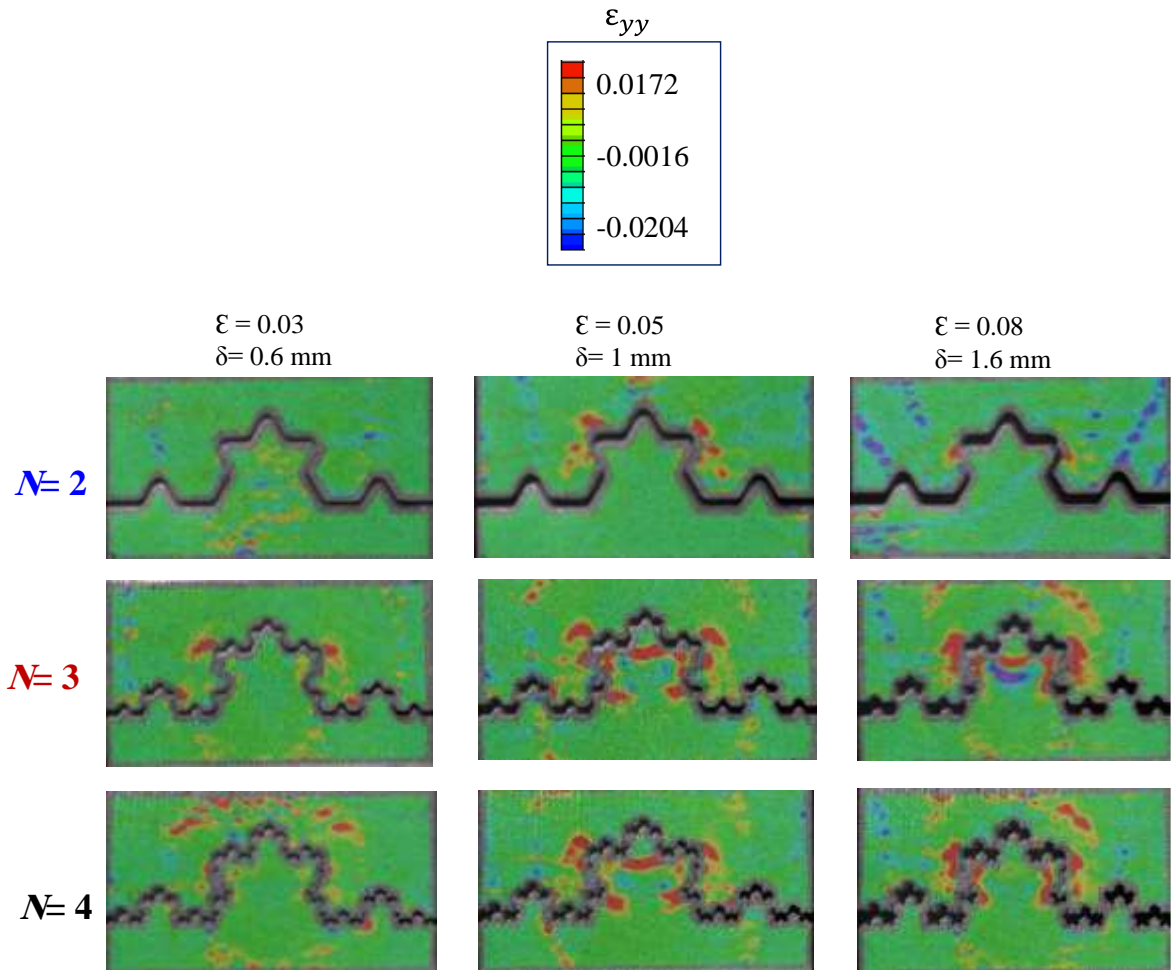 ε_yy
0.0172
-0.0016
-0.0204
Ɛ = 0.03
δ= 0.6 mm
Ɛ = 0.05
δ= 1 mm
Ɛ = 0.08
δ= 1.6 mm
N= 2
N= 3
N= 4